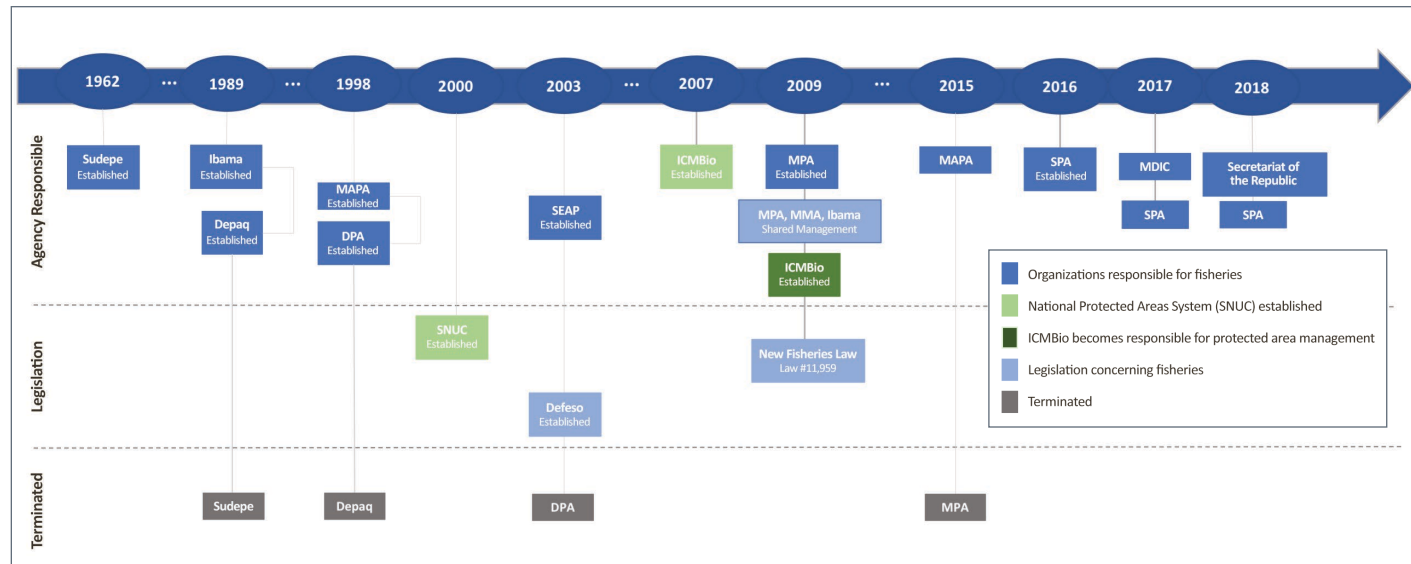 1962 ... 1989 ... 1998 2000 2003 ... 2007 2009 ... 2015 2016 2017 2018
Agency Responsible
Sudepe
Established
Ibama
Established
Depaq
Established
MAPA
Established
DPA
Established
SEAP
Established
ICMBio
Established
MPA
Established
MPA, MMA, Ibama
Shared Management
ICMBio
Established
MAPA
SPA
Established
MDIC
SPA
Secretariat of
the Republic
SPA
Organizations responsible for fisheries
National Protected Areas System (SNUC) established
ICMBio becomes responsible for protected area management
Legislation concerning fisheries
Terminated
Legislation
SNUC
Established
Defeso
Established
New Fisheries Law
Law #11,959
Terminated
Sudepe
Depaq
DPA
MPA